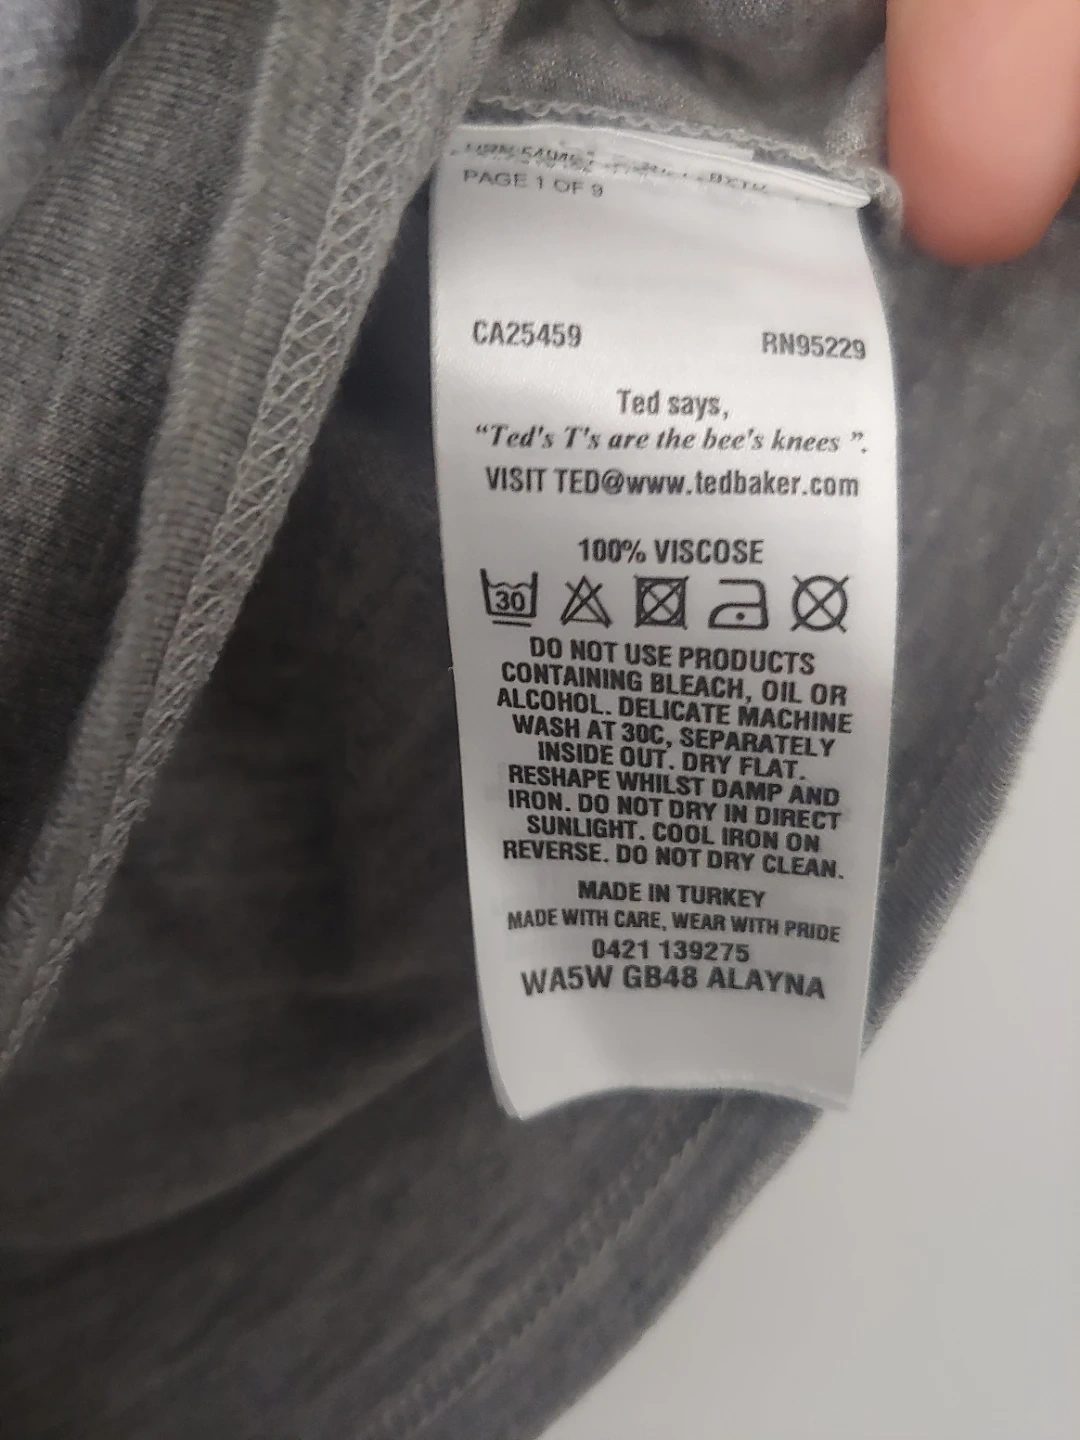 PAGE 1 OF 9
CA25459 RN95229
Ted says,
“Ted's T's are the bee's knees ”.
VISIT TED@www.tedbaker.com
100% VISCOSE
30
DO NOT USE PRODUCTS
CONTAINING BLEACH, OIL OR
ALCOHOL. DELICATE MACHINE
WASH AT 30C, SEPARATELY
INSIDE OUT. DRY FLAT.
RESHAPE WHILST DAMP AND
IRON. DO NOT DRY IN DIRECT
SUNLIGHT. COOL IRON ON
REVERSE. DO NOT DRY CLEAN.
MADE IN TURKEY
MADE WITH CARE, WEAR WITH PRIDE
0421 139275
WA5W GB48 ALAYNA